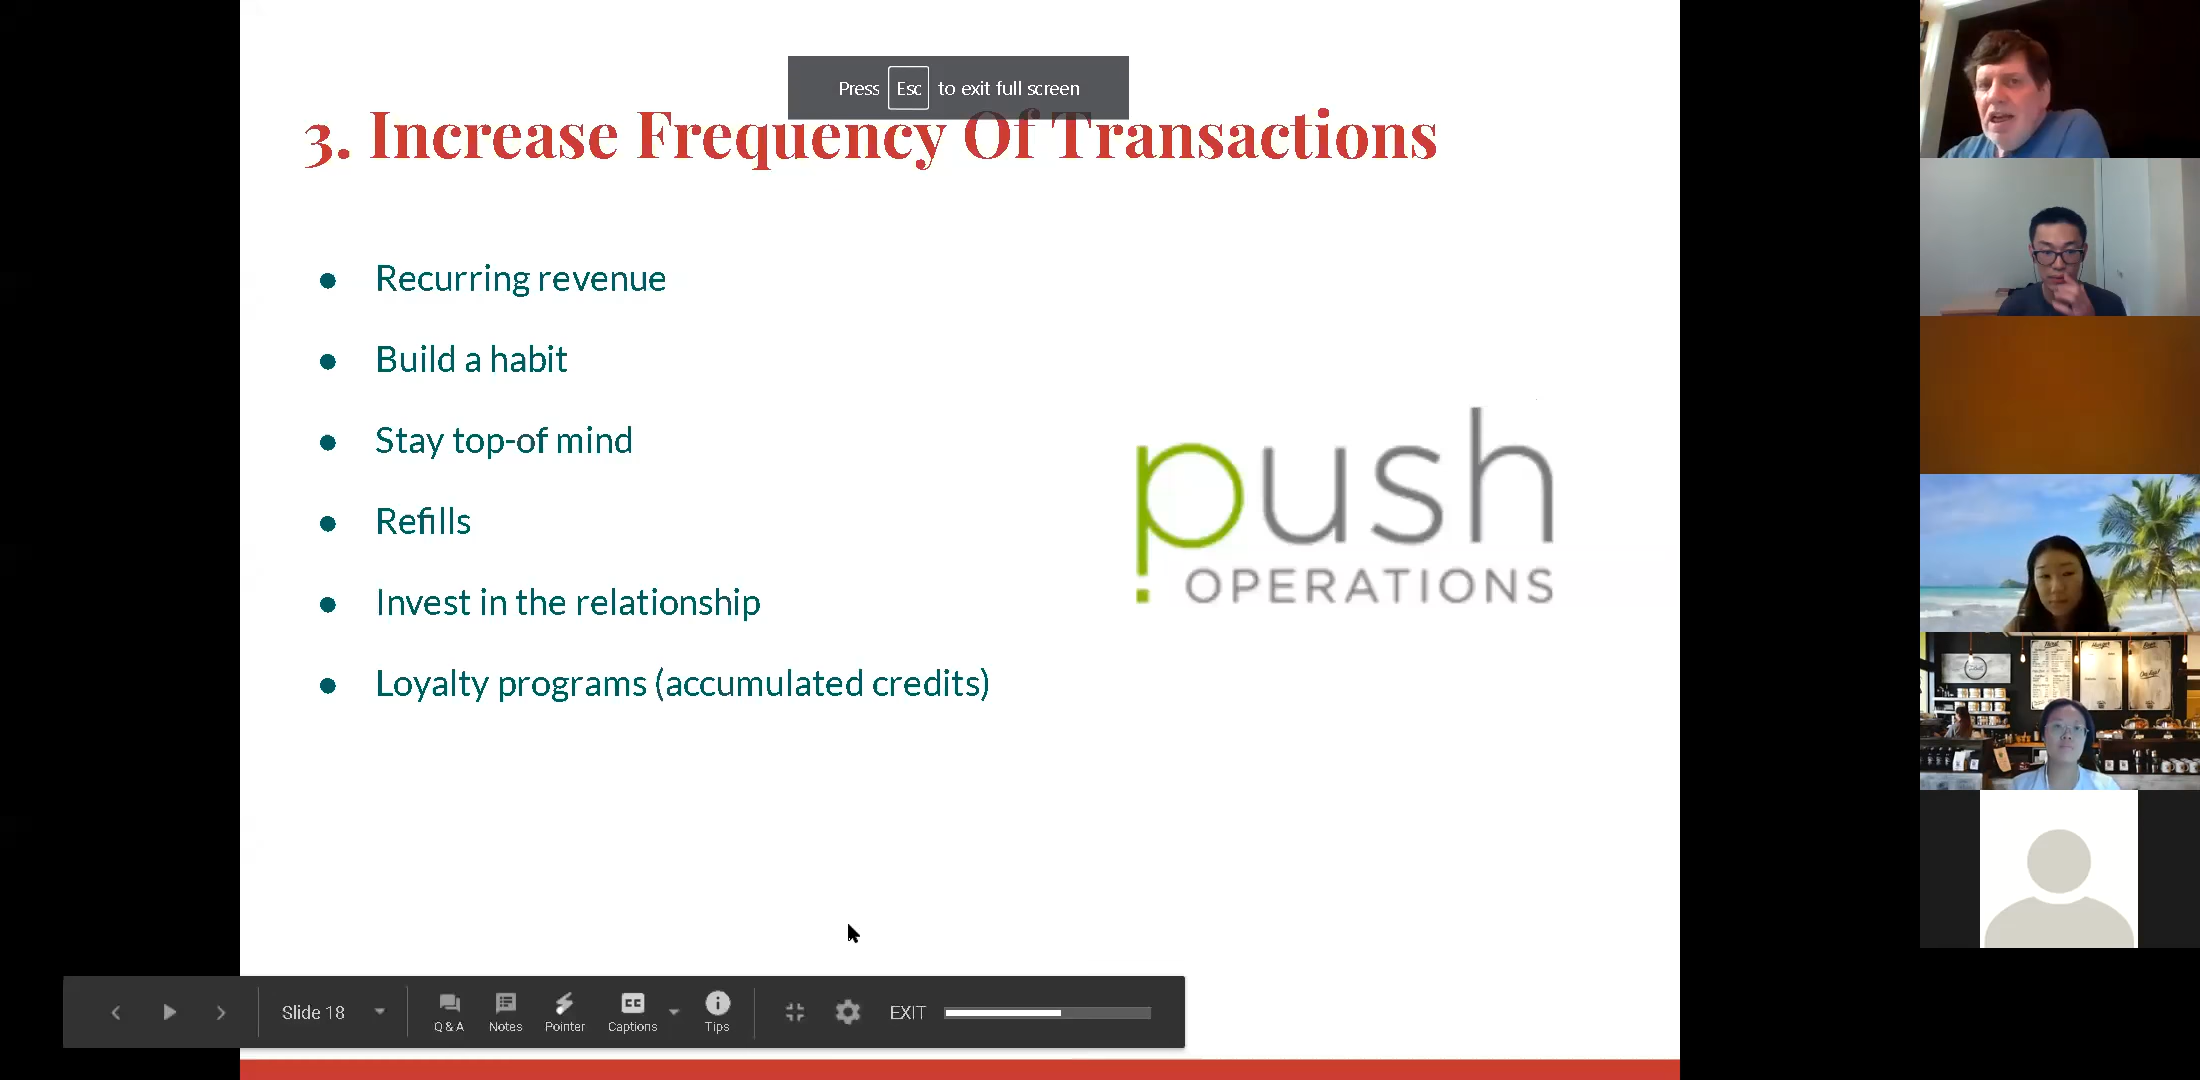 Press Esc to exit full screen
3. Increase Frequency Of Transactions
● Recurring revenue
● Build a habit
● Stay top-of mind
● Refills
● Invest in the relationship
● Loyalty programs (accumulated credits)
push
OPERATIONS
Slide 18
Q & A
Notes
Pointer
Captions
Tips
EXIT